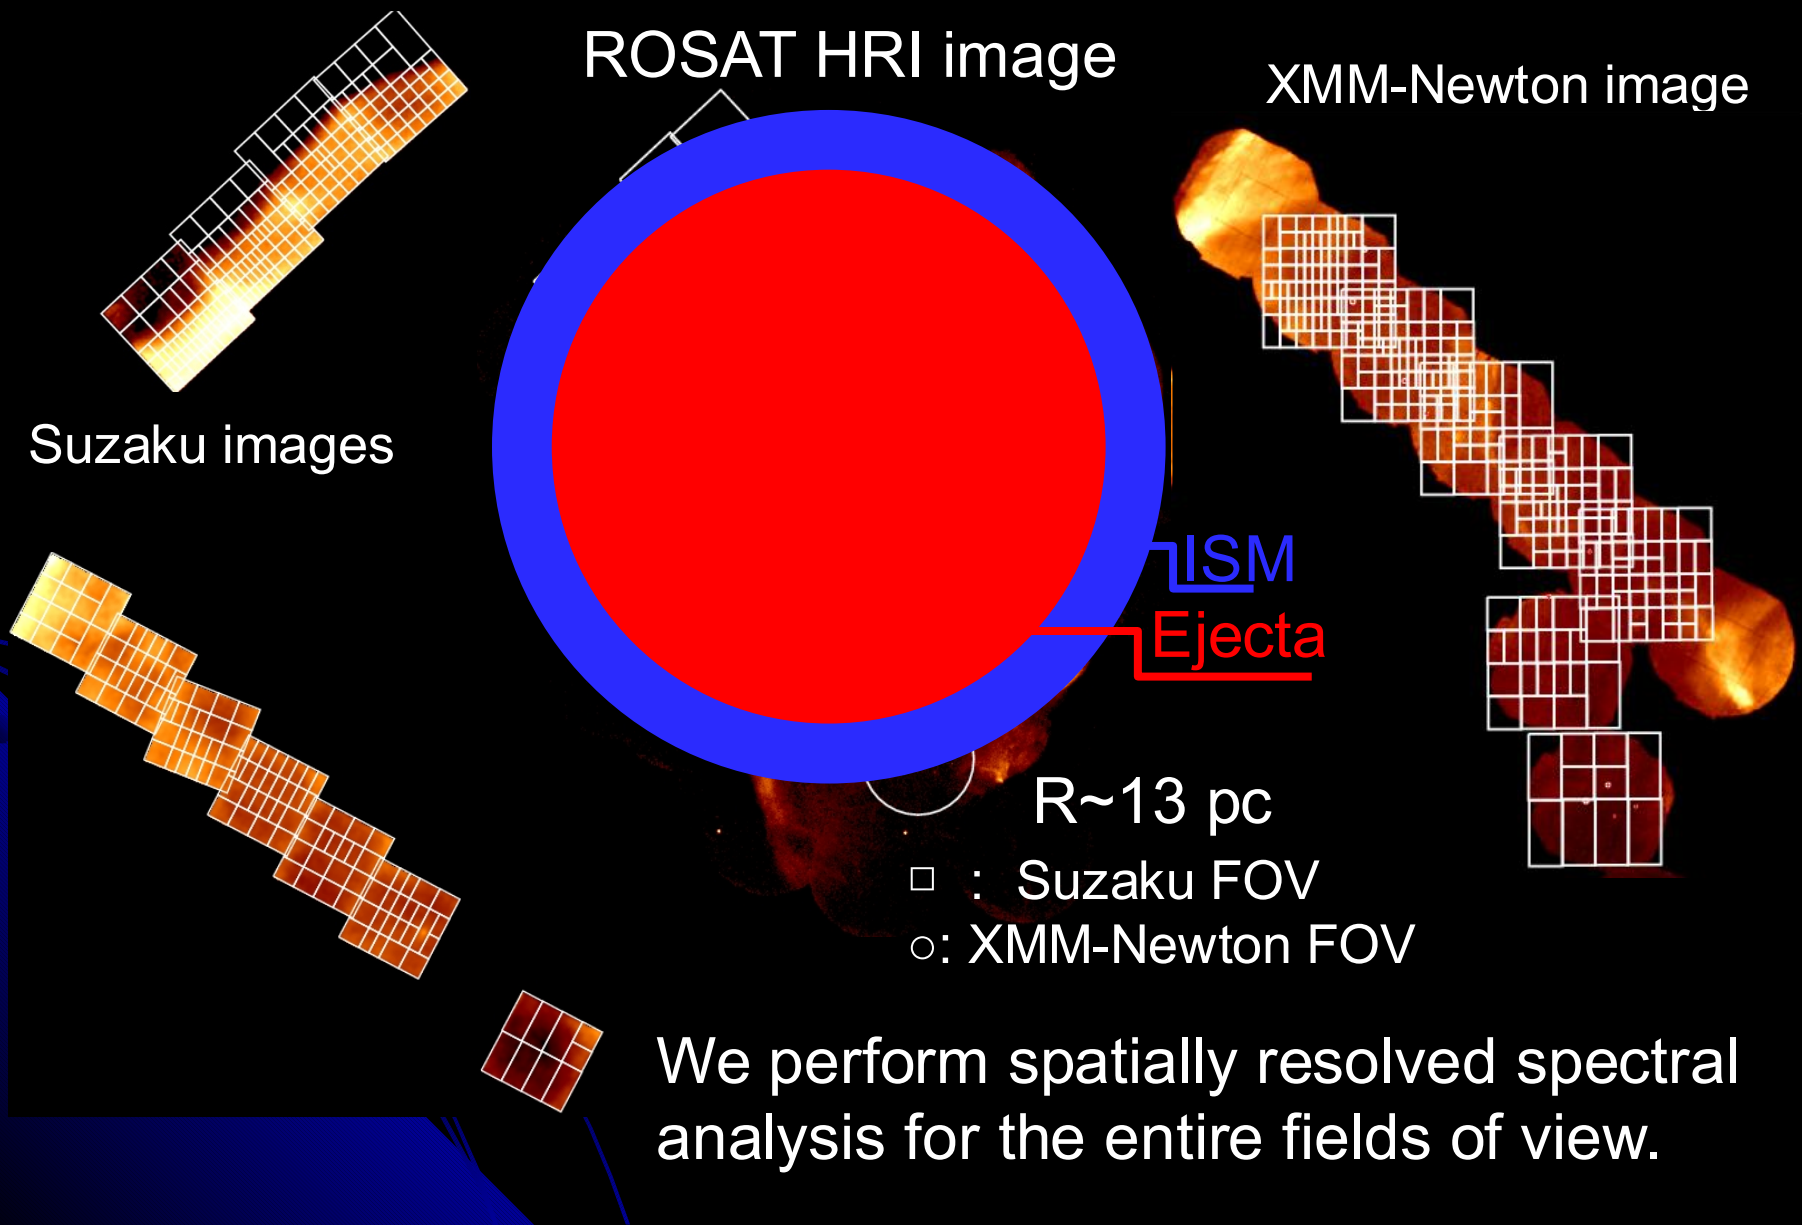 ROSAT HRI image
XMM-Newton image
Suzaku images
ISM
Ejecta
R~13 pc
□ : Suzaku FOV
○: XMM-Newton FOV
We perform spatially resolved spectral
analysis for the entire fields of view.